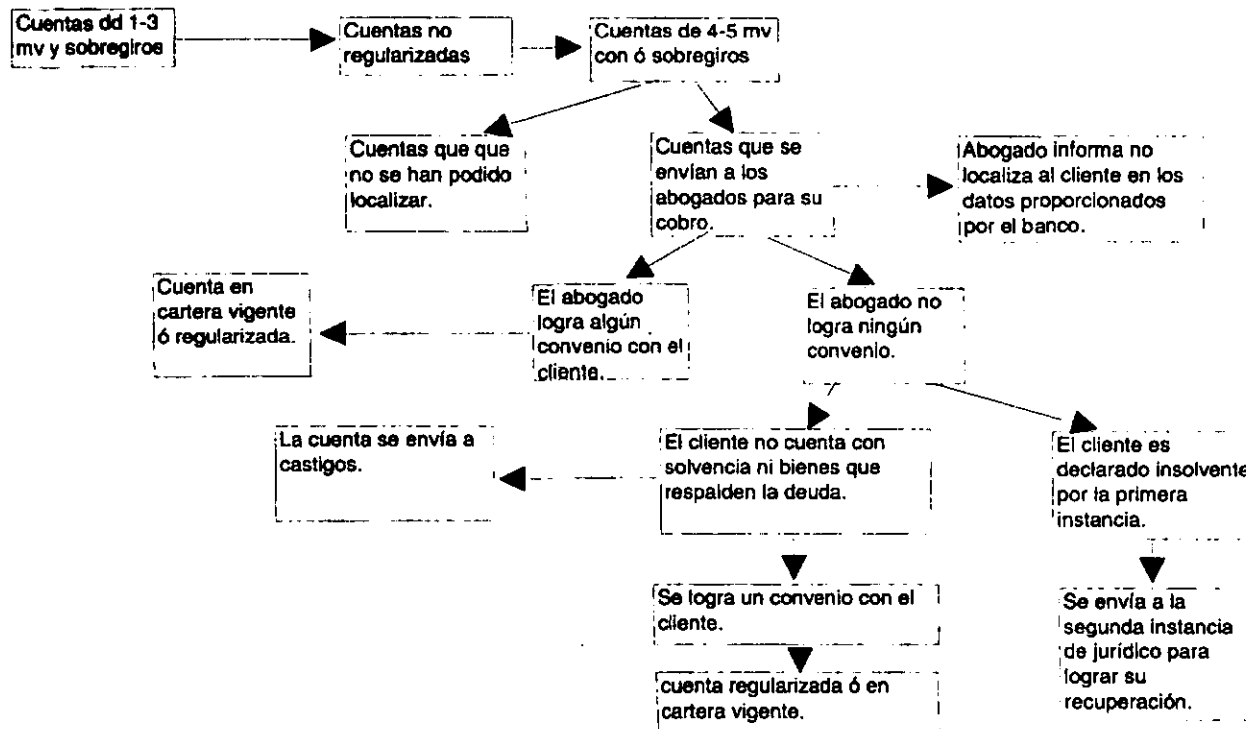 Cuentas dd 1-3
mv y sobregiros
Cuentas no
regularizadas
Cuentas de 4-5 mv
con ó sobregiros
Cuentas que que
no se han podido
localizar.
Cuentas que se
envían a los
abogados para su
cobro.
Abogado informa no
localiza al cliente en los
datos proporcionados
por el banco.
Cuenta en
cartera vigente
ó regularizada.
El abogado
logra algún
convenio con el
cliente.
El abogado no
logra ningún
convenio.
La cuenta se envía a
castigos.
El cliente no cuenta con
solvencia ni bienes que
respalden la deuda.
El cliente es
declarado insolvente
por la primera
instancia.
Se logra un convenio con el
cliente.
Se envía a la
segunda instancia
de jurídico para
lograr su
recuperación.
cuenta regularizada ó en
cartera vigente.